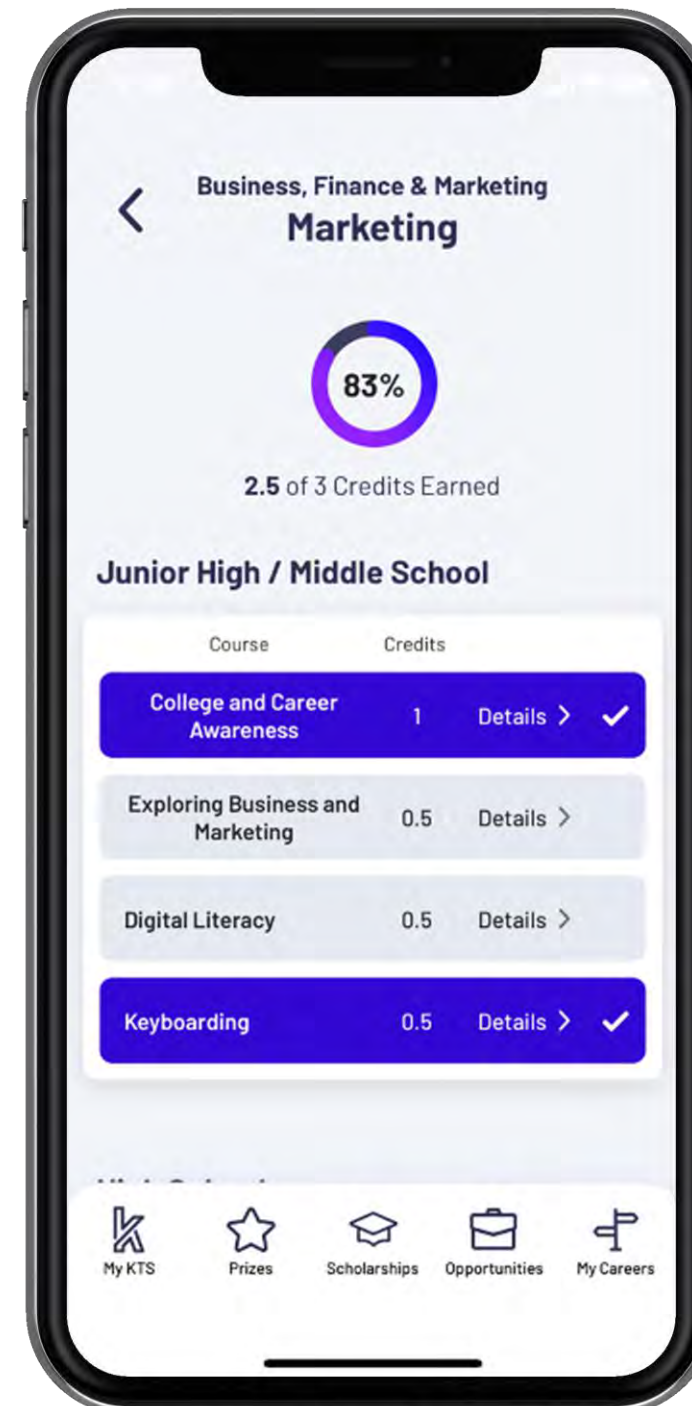 Business, Finance & Marketing
Marketing
83%
2.5 of 3 Credits Earned
Junior High / Middle School
Course Credits
College and Career
Awareness
1 Details
Exploring Business and
Marketing
0.5 Details
Digital Literacy 0.5 Details
Keyboarding 0.5 Details
My KTS Prizes Scholarships Opportunities My Careers